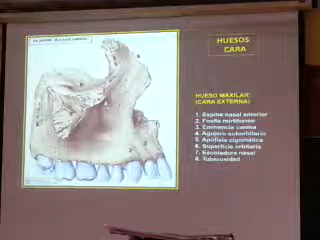 HUESOS
CARA
HUESO MAXILAR:
(CARA EXTERNA)
1. Espina nasal anterior
2. Fosita mirtiforme
3. Eminencia canina
4. Agujero suborbitario
5. Apófisis cigomática
6. Superficie orbitaria
7. Escotadura nasal
8. Tuberosidad